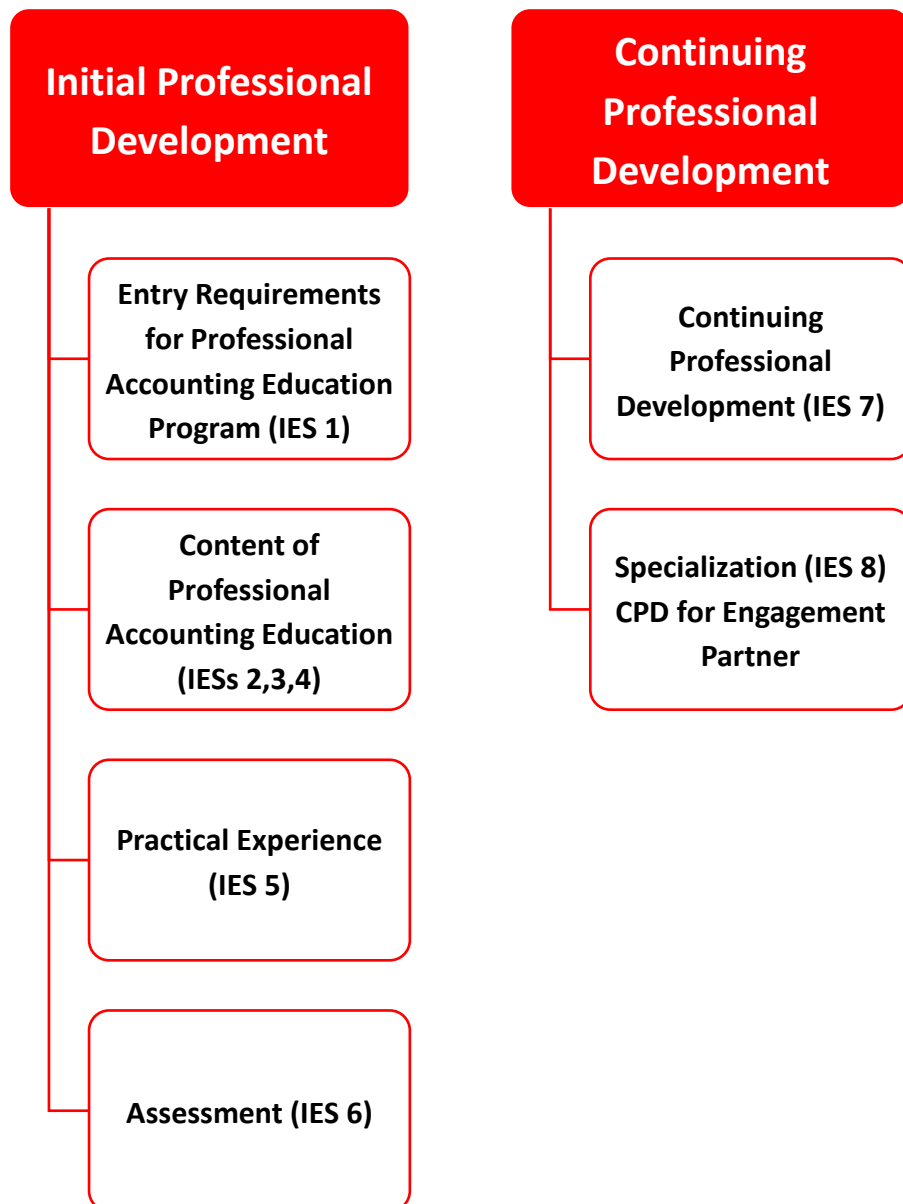 Initial Professional
Development
Entry Requirements
for Professional
Accounting Education
Program (IES 1)
Content of
Professional
Accounting Education
(IESs 2,3,4)
Practical Experience
(IES 5)
Assessment (IES 6)
Continuing
Professional
Development
Continuing
Professional
Development (IES 7)
Specialization (IES 8)
CPD for Engagement
Partner